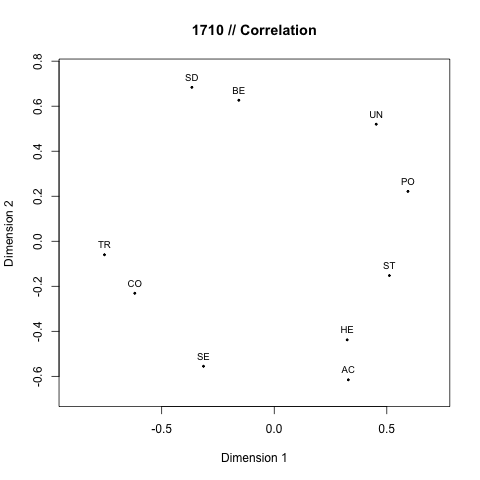 1710 // Correlation
Dimension 2
0.8
0.6
0.4
0.2
0.0
-0.2
-0.4
-0.6
SD
BE
UN
PO
TR
ST
CO
HE
SE
AC
-0.5
0.0
0.5
Dimension 1